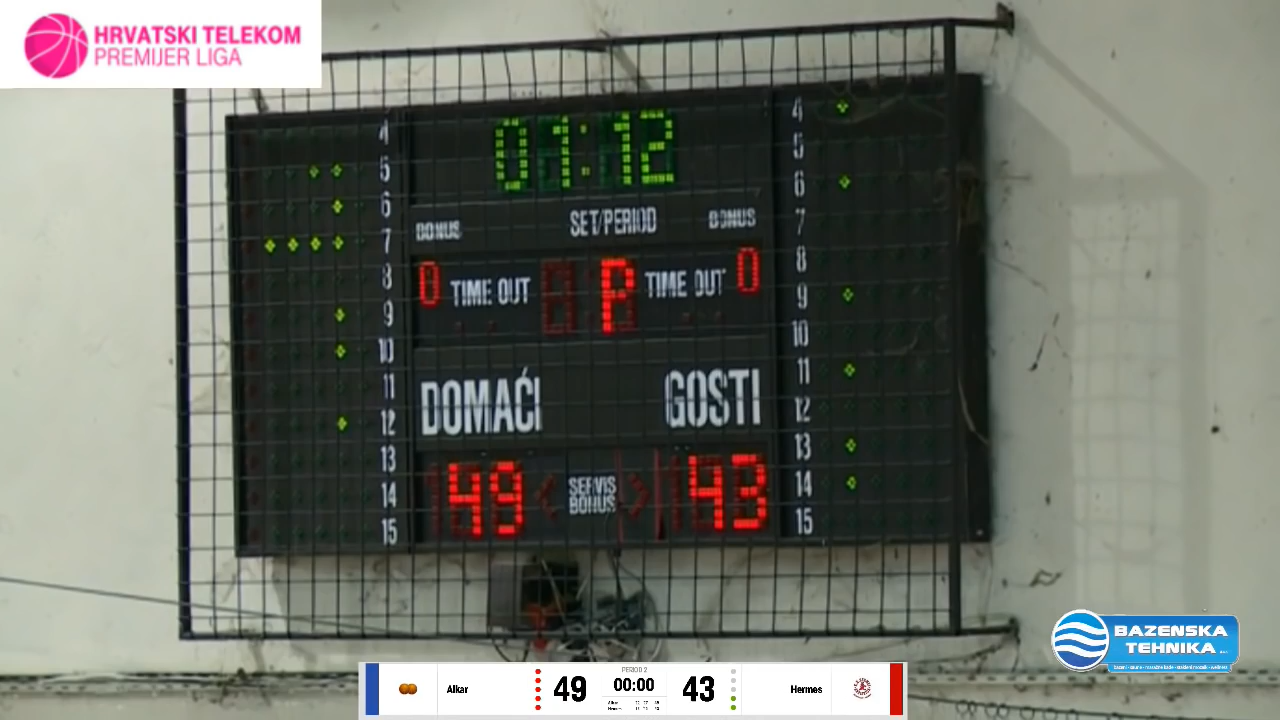 HRVATSKI TELEKOM
PREMIJER LIGA
01:12
4
5
6
7
8
9
10
11
12
13
14
15
BONUS SET/PERIOD BONUS
0 TIME OUT P TIME OUT 0
DOMAĆI GOSTI
49 SERVIS BONUS 43
4
5
6
7
8
9
10
11
12
13
14
15
BAZENSKA
TEHNIKA
PERIOD 2
Alkar 49 00:00 43 Hermes